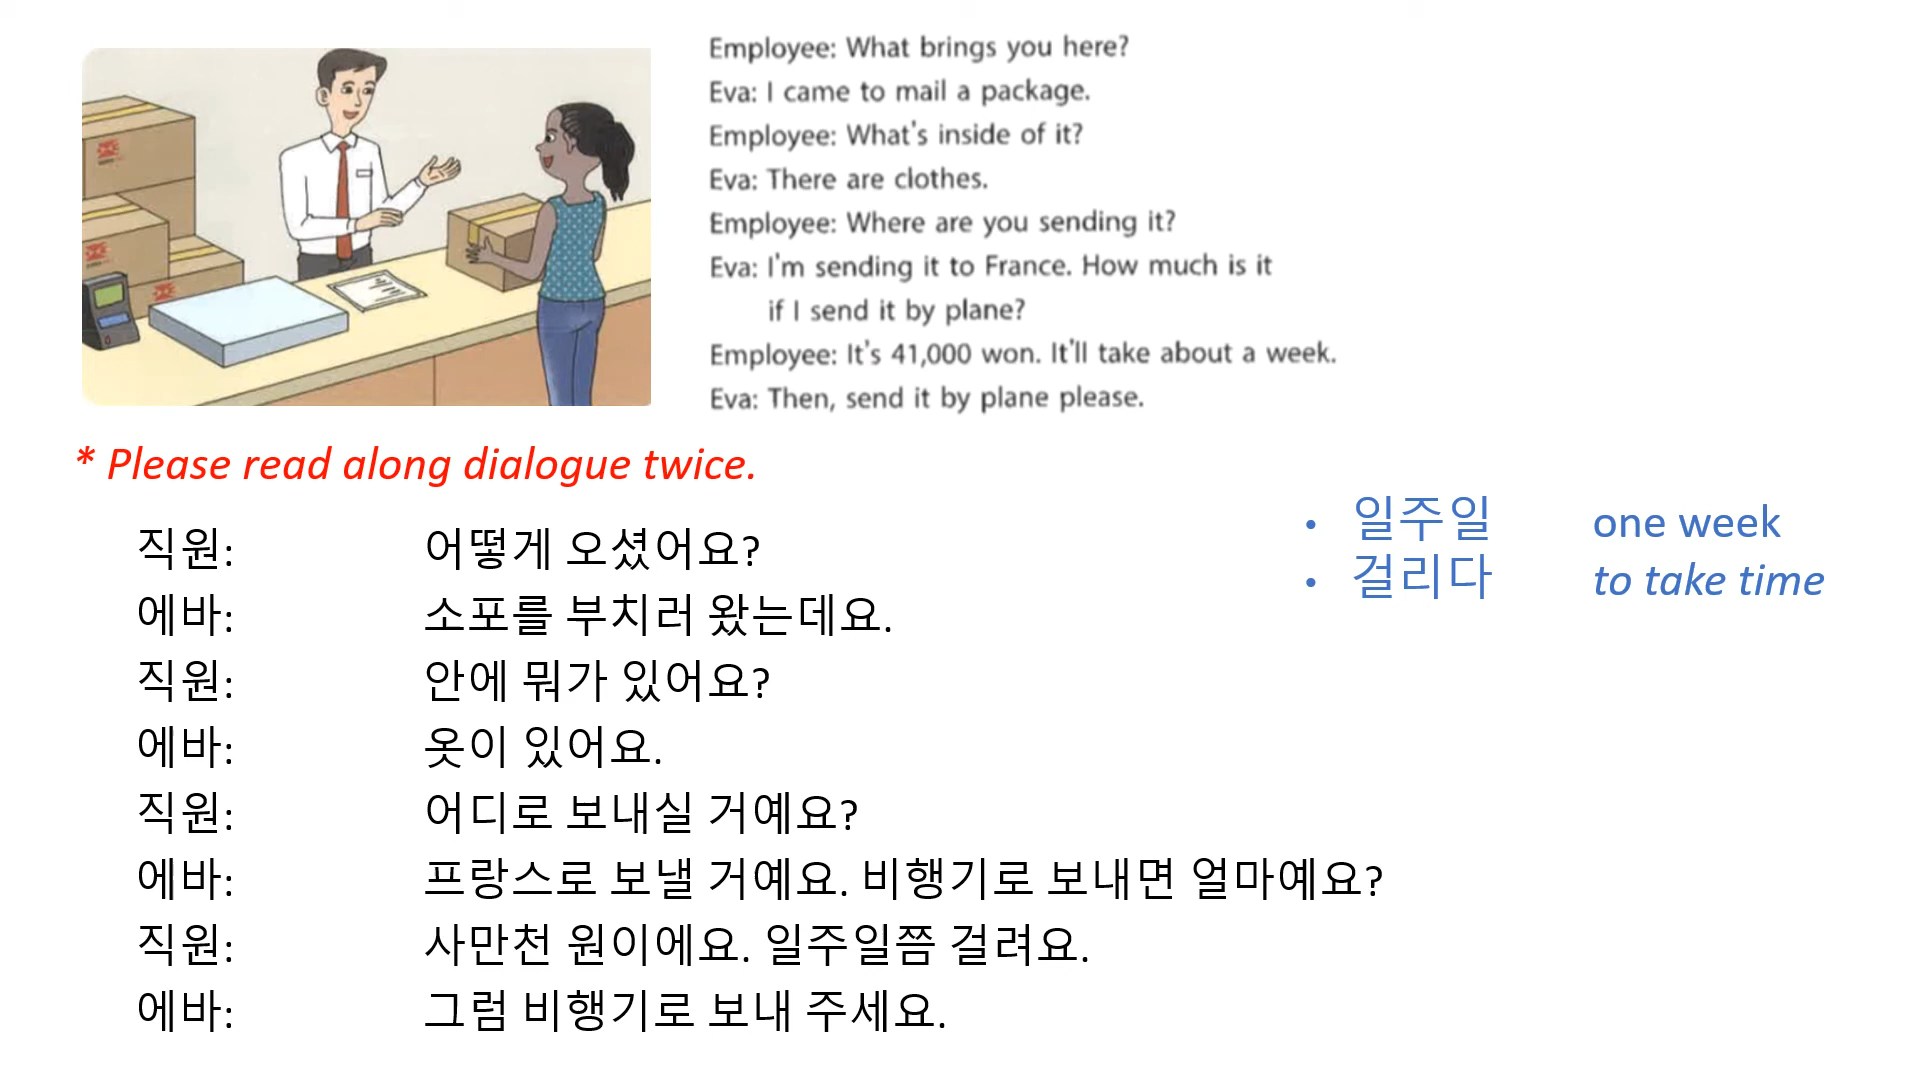 Employee: What brings you here?
Eva: I came to mail a package.
Employee: What's inside of it?
Eva: There are clothes.
Employee: Where are you sending it?
Eva: I'm sending it to France. How much is it
if I send it by plane?
Employee: It's 41,000 won. It'll take about a week.
Eva: Then, send it by plane please.
* Please read along dialogue twice.
• 일주일 one week
• 걸리다 to take time
직원: 어떻게 오셨어요?
에바: 소포를 부치러 왔는데요.
직원: 안에 뭐가 있어요?
에바: 옷이 있어요.
직원: 어디로 보내실 거예요?
에바: 프랑스로 보낼 거예요. 비행기로 보내면 얼마예요?
직원: 사만천 원이에요. 일주일쯤 걸려요.
에바: 그럼 비행기로 보내 주세요.